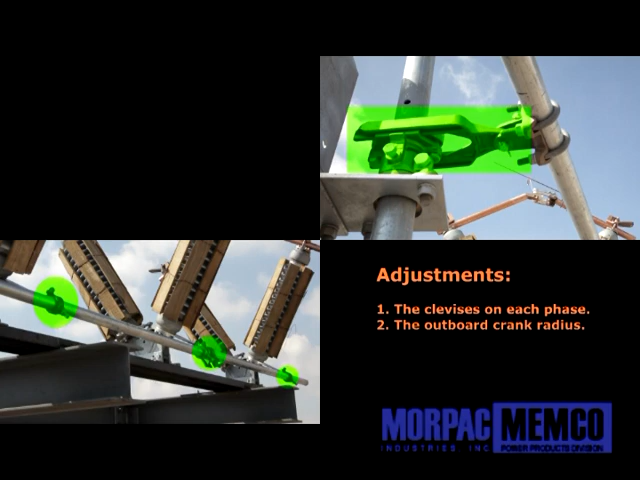 Adjustments:
1. The clevises on each phase.
2. The outboard crank radius.
MORPAC MEMCO
INDUSTRIES INC POWER PRODUCTS DIVISION